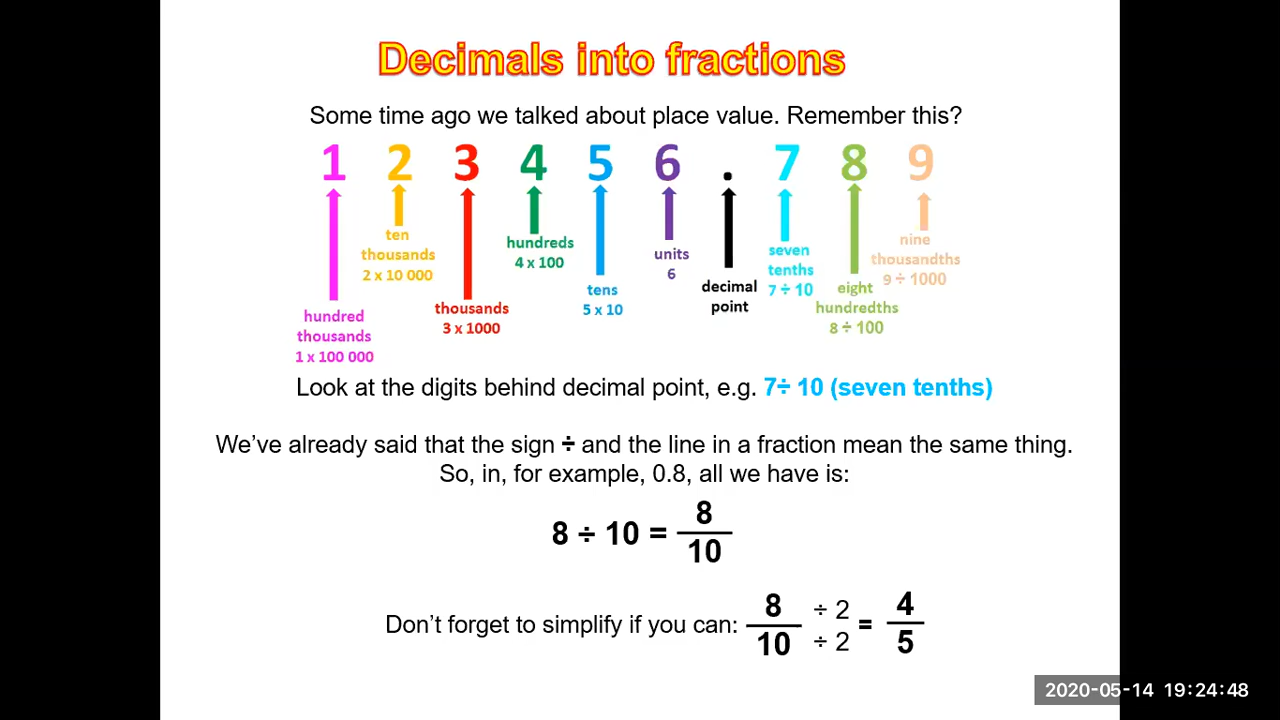 Decimals into fractions
Some time ago we talked about place value. Remember this?
1 2 3 4 5 6 . 7 8 9
hundred
thousands
1 x 100 000
ten
thousands
2 x 10 000
thousands
3 x 1000
hundreds
4 x 100
tens
5 x 10
units
6
decimal
point
seven
tenths
7 ÷ 10
eight
hundredths
8 ÷ 100
nine
thousandths
9 ÷ 1000
Look at the digits behind decimal point, e.g. 7÷ 10 (seven tenths)
We’ve already said that the sign ÷ and the line in a fraction mean the same thing.
So, in, for example, 0.8, all we have is:
8 ÷ 10 = 8
10
Don’t forget to simplify if you can: 8 ÷ 2 = 4
10 ÷ 2 5
2020-05-14 19:24:48